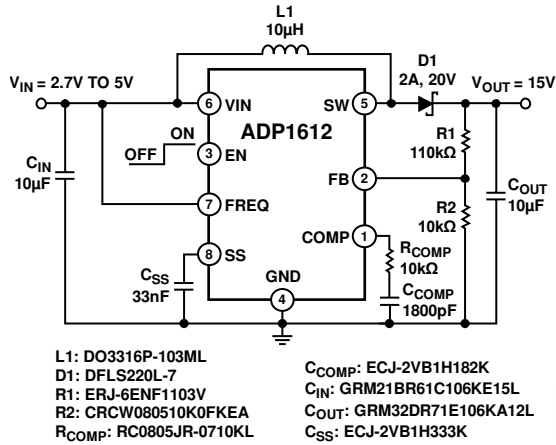 L1
10µH
D1
2A, 20V
V_IN = 2.7V TO 5V
V_OUT = 15V
6 VIN
SW 5
ADP1612
R1
110kΩ
ON
OFF
3 EN
C_IN
10µF
FB 2
C_OUT
10µF
7 FREQ
R2
10kΩ
COMP 1
8 SS
R_COMP
10kΩ
C_SS
33nF
GND
4
C_COMP
1800pF
L1: DO3316P-103ML
D1: DFLS220L-7
R1: ERJ-6ENF1103V
R2: CRCW080510K0FKEA
R_COMP: RC0805JR-0710KL
C_COMP: ECJ-2VB1H182K
C_IN: GRM21BR61C106KE15L
C_OUT: GRM32DR71E106KA12L
C_SS: ECJ-2VB1H333K